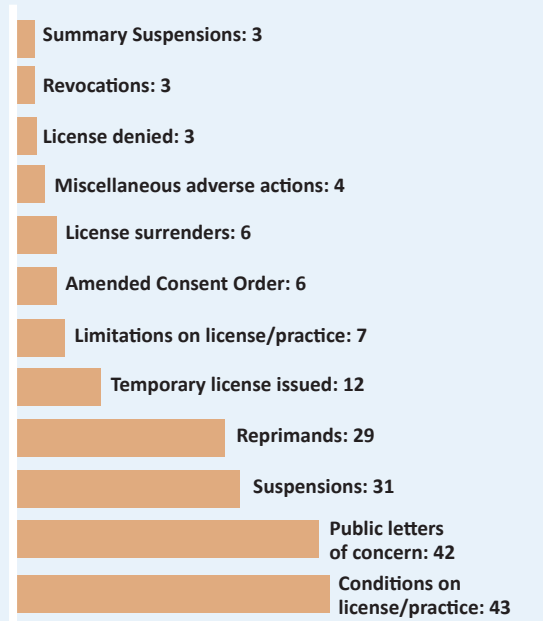 Summary Suspensions: 3
Revocations: 3
License denied: 3
Miscellaneous adverse actions: 4
License surrenders: 6
Amended Consent Order: 6
Limitations on license/practice: 7
Temporary license issued: 12
Reprimands: 29
Suspensions: 31
Public letters
of concern: 42
Conditions on
license/practice: 43